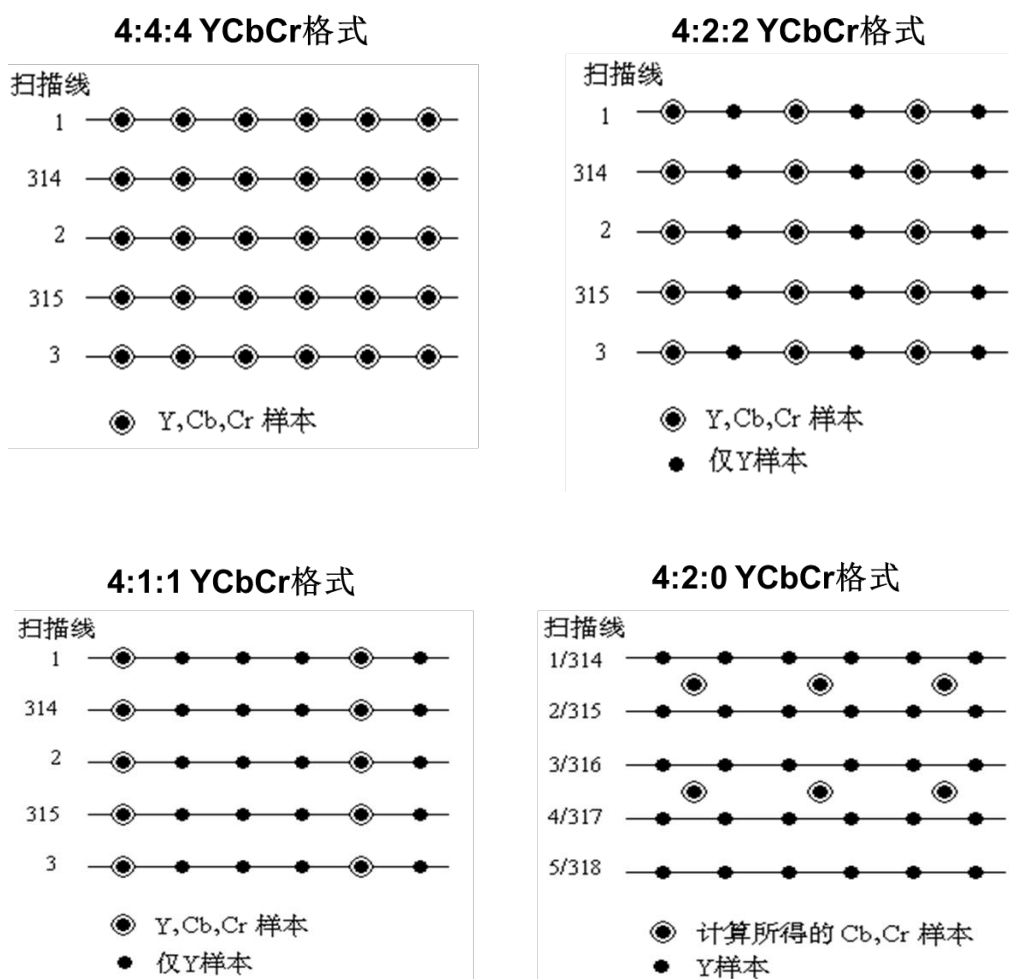 4:4:4 YCbCr格式
扫描线
1
314
2
315
3
Y,Cb,Cr 样本
4:2:2 YCbCr格式
扫描线
1
314
2
315
3
Y,Cb,Cr 样本
仅Y样本
4:1:1 YCbCr格式
扫描线
1
314
2
315
3
Y,Cb,Cr 样本
仅Y样本
4:2:0 YCbCr格式
扫描线
1/314
2/315
3/316
4/317
5/318
计算所得的 Cb,Cr 样本
Y样本